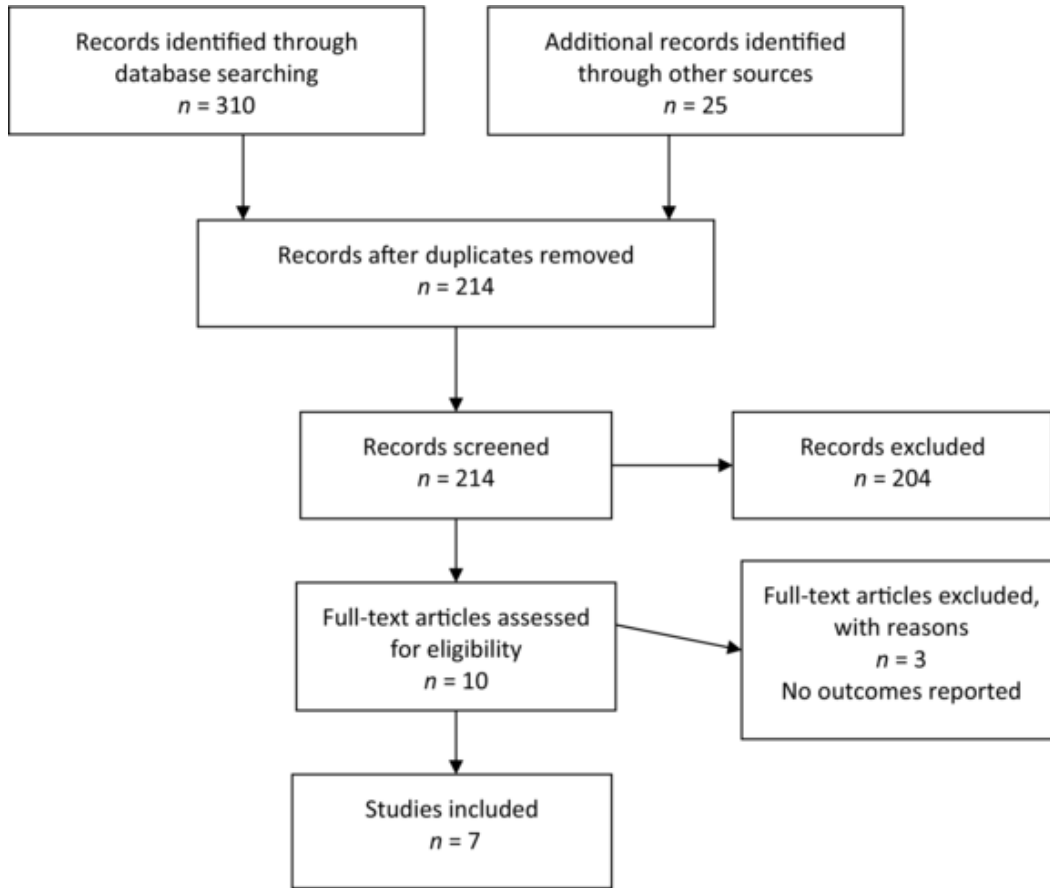 Records identified through
database searching
n = 310
Additional records identified
through other sources
n = 25
Records after duplicates removed
n = 214
Records screened
n = 214
Records excluded
n = 204
Full-text articles assessed
for eligibility
n = 10
Full-text articles excluded,
with reasons
n = 3
No outcomes reported
Studies included
n = 7